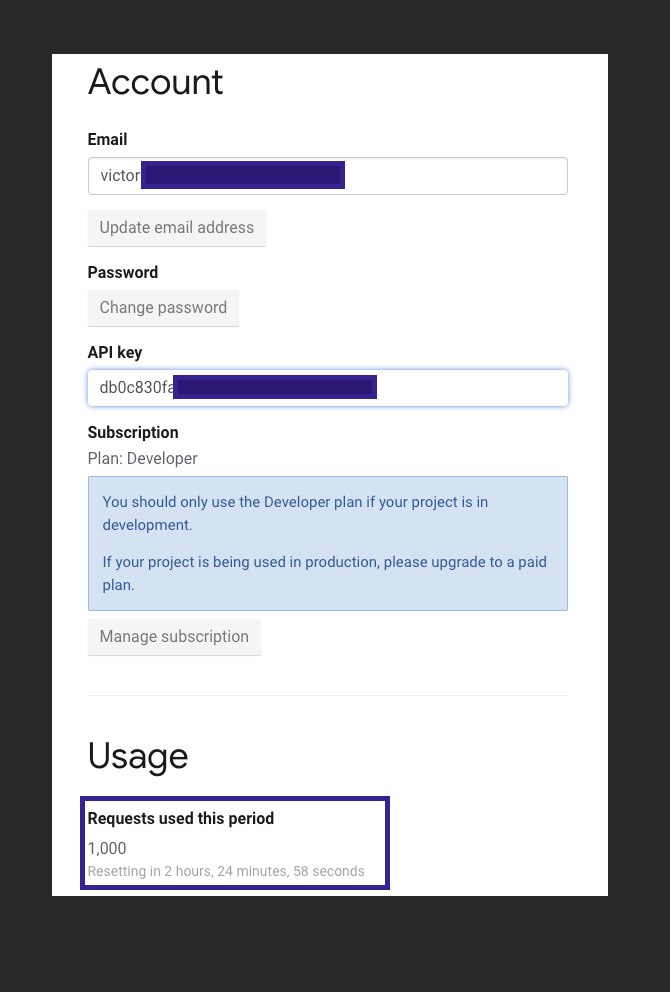 Account
Email
victor
Update email address
Password
Change password
API key
db0c830fa
Subscription
Plan: Developer
You should only use the Developer plan if your project is in
development.
If your project is being used in production, please upgrade to a paid
plan.
Manage subscription
Usage
Requests used this period
1,000
Resetting in 2 hours, 24 minutes, 58 seconds